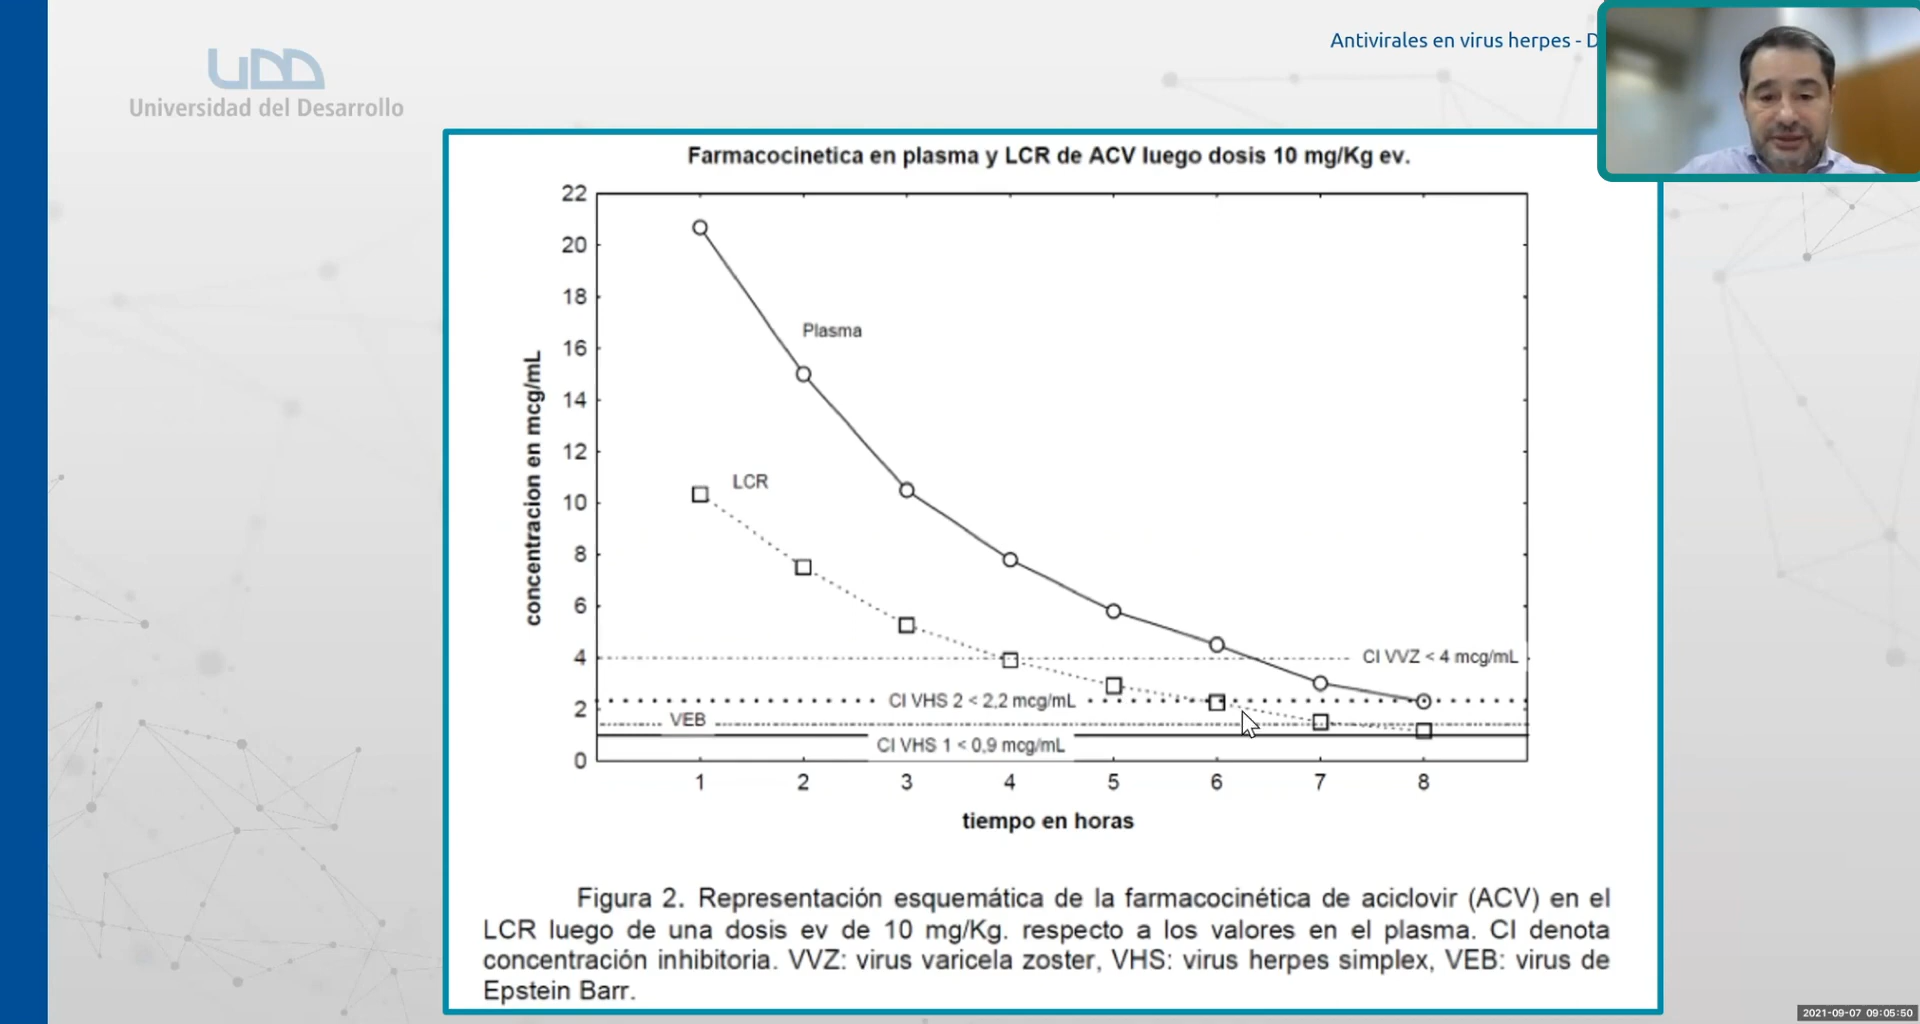 UDD
Universidad del Desarrollo
Antivirales en virus herpes - D
Farmacocinetica en plasma y LCR de ACV luego dosis 10 mg/Kg ev.
concentracion en mcg/mL
22
20
18
16
14
12
10
8
6
4
2
0
Plasma
LCR
CI VVZ < 4 mcg/mL
CI VHS 2 < 2,2 mcg/mL
VEB
CI VHS 1 < 0,9 mcg/mL
1 2 3 4 5 6 7 8
tiempo en horas
Figura 2. Representación esquemática de la farmacocinética de aciclovir (ACV) en el
LCR luego de una dosis ev de 10 mg/Kg. respecto a los valores en el plasma. CI denota
concentración inhibitoria. VVZ: virus varicela zoster, VHS: virus herpes simplex, VEB: virus de
Epstein Barr.
2021-09-07 09:05:50